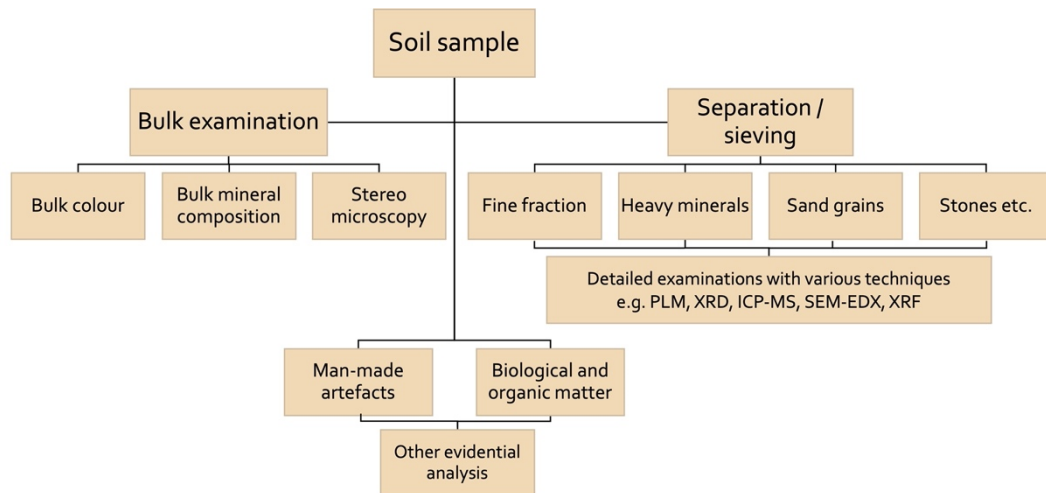 Soil sample
Bulk examination
Separation /
sieving
Bulk colour
Bulk mineral
composition
Stereo
microscopy
Fine fraction
Heavy minerals
Sand grains
Stones etc.
Detailed examinations with various techniques
e.g. PLM, XRD, ICP-MS, SEM-EDX, XRF
Man-made
artefacts
Biological and
organic matter
Other evidential
analysis